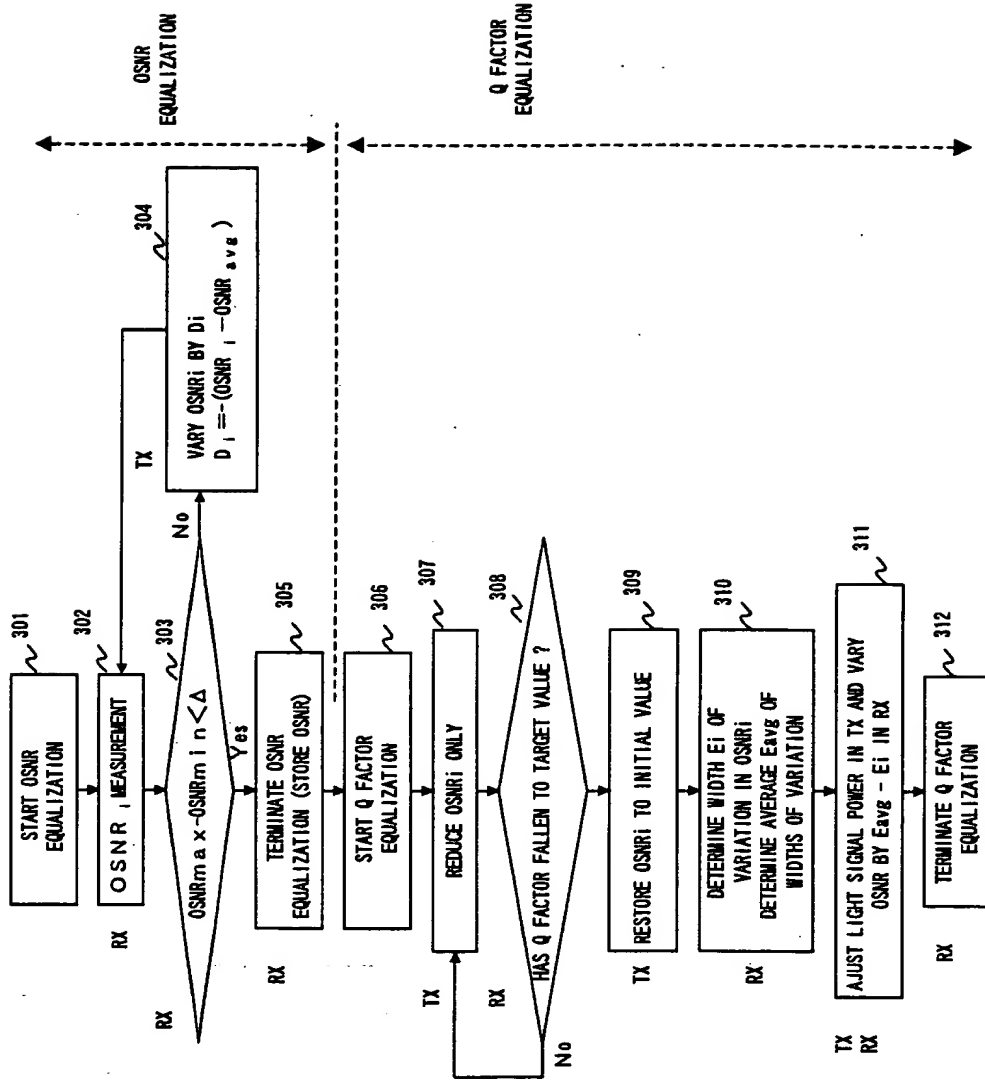 301
START OSNR
EQUALIZATION
302
OSNR i MEASUREMENT
RX
303
OSNRmax-OSNRmin<Δ
RX
No
Yes
304
VARY OSNRi BY Di
D i =-(OSNR i -OSNR avg )
TX
305
TERMINATE OSNR
EQUALIZATION (STORE OSNR)
RX
OSNR
EQUALIZATION
306
START Q FACTOR
EQUALIZATION
307
REDUCE OSNRi ONLY
TX
308
HAS Q FACTOR FALLEN TO TARGET VALUE ?
RX
No
309
RESTORE OSNRi TO INITIAL VALUE
TX
310
DETERMINE WIDTH Ei OF
VARIATION IN OSNRi
DETERMINE AVERAGE Eavg OF
WIDTHS OF VARIATION
RX
311
AJUST LIGHT SIGNAL POWER IN TX AND VARY
OSNR BY Eavg - Ei IN RX
TX
RX
312
TERMINATE Q FACTOR
EQUALIZATION
RX
Q FACTOR
EQUALIZATION